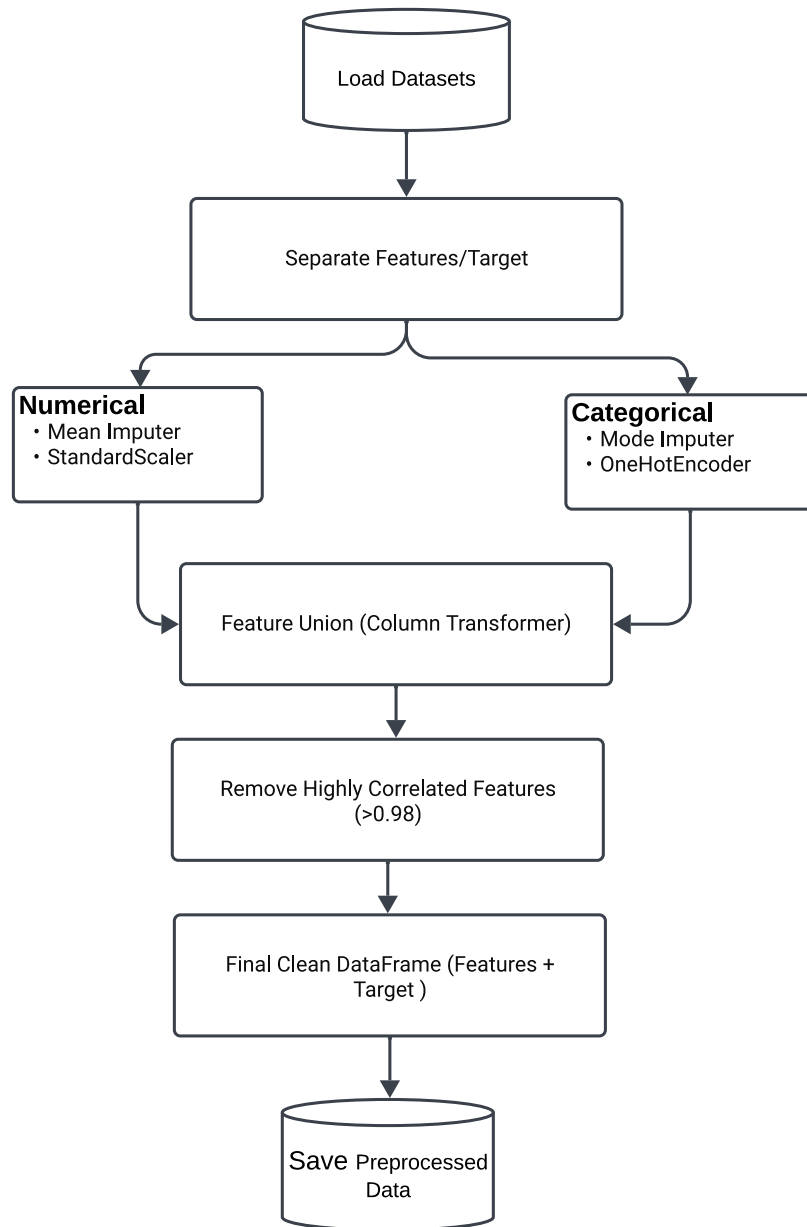 Load Datasets
Separate Features/Target
Numerical
· Mean Imputer
· StandardScaler
Categorical
· Mode Imputer
· OneHotEncoder
Feature Union (Column Transformer)
Remove Highly Correlated Features
(>0.98)
Final Clean DataFrame (Features +
Target )
Save Preprocessed
Data